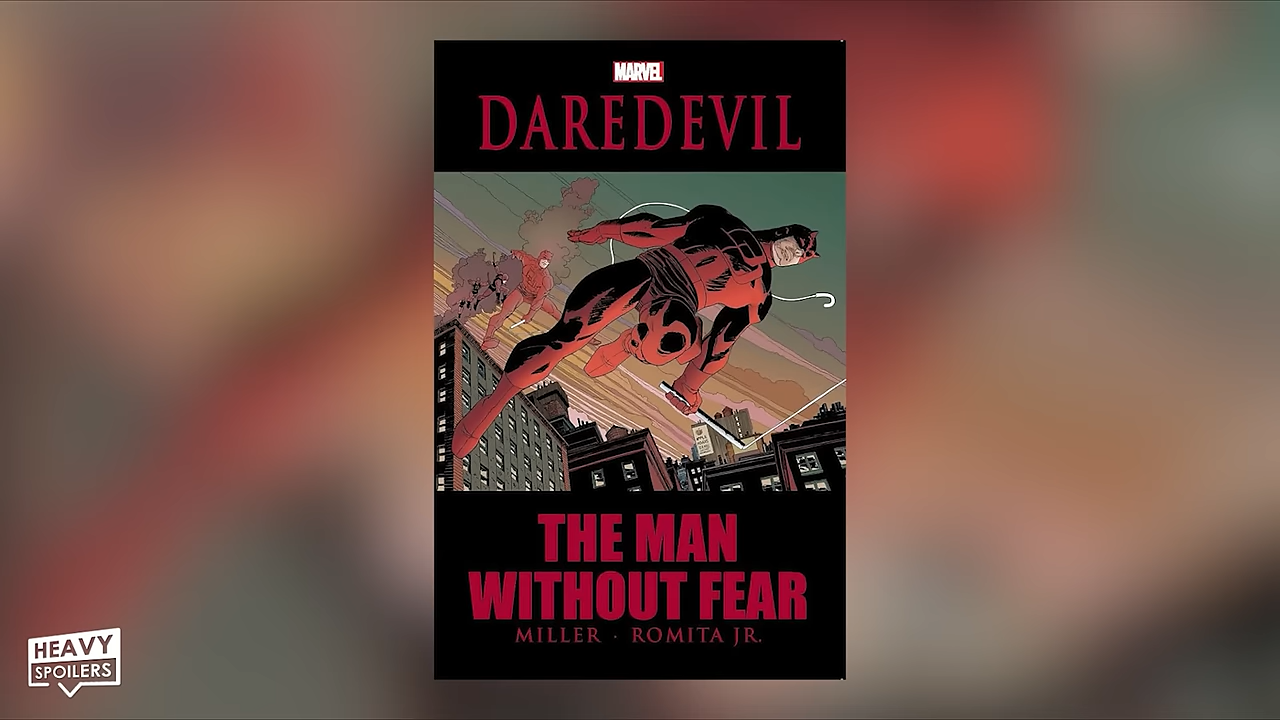 MARVEL
DAREDEVIL
THE MAN
WITHOUT FEAR
MILLER · ROMITA JR.
HEAVY
SPOILERS